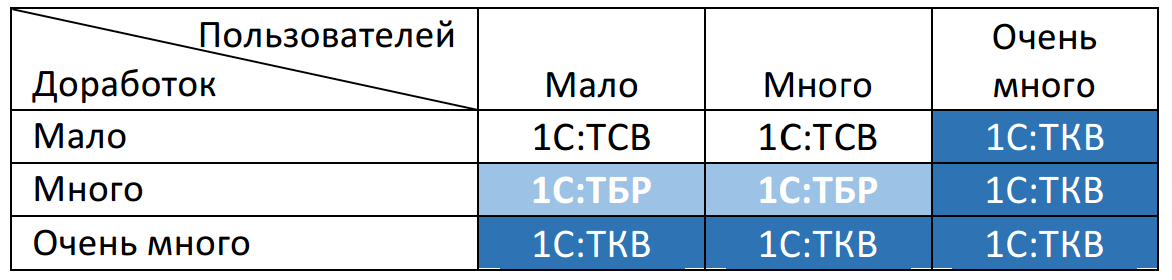 Пользователей
Доработок
Мало
Много
Очень
много
Мало 1С:ТСВ 1С:ТСВ 1С:ТКВ
Много 1С:ТБР 1С:ТБР 1С:ТКВ
Очень много 1С:ТКВ 1С:ТКВ 1С:ТКВ